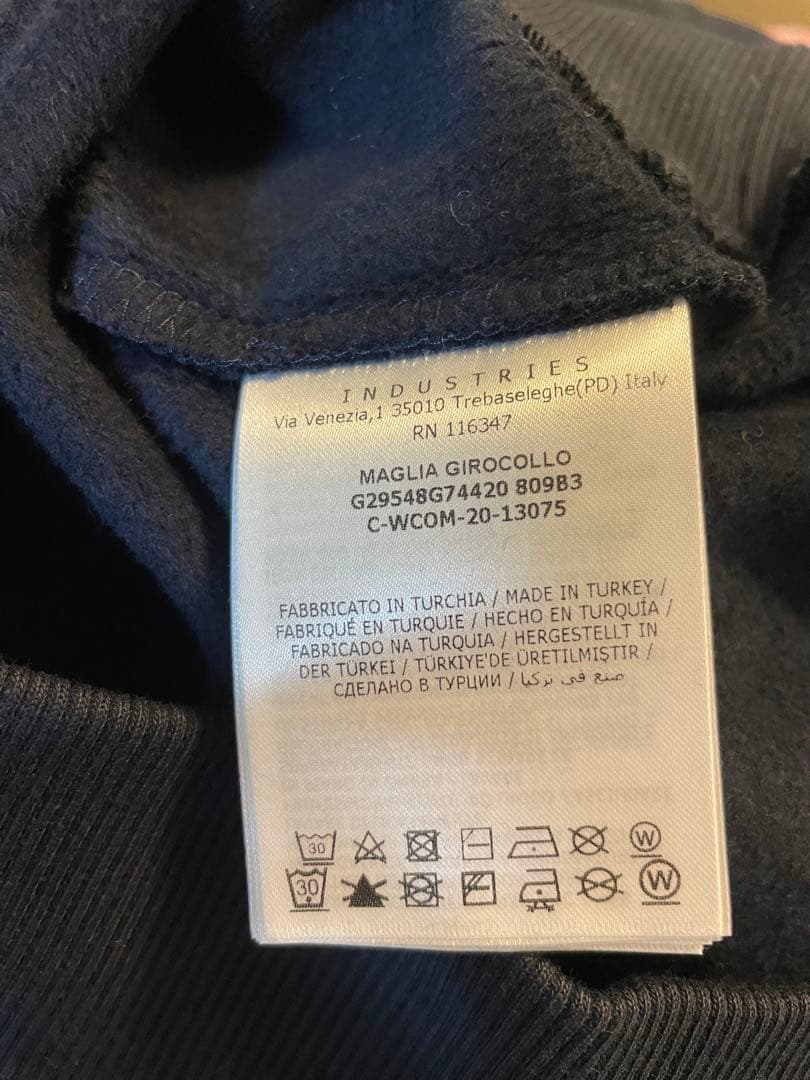 INDUSTRIES
Via Venezia,1 35010 Trebaseleghe(PD) Italy
RN 116347
MAGLIA GIROCOLLO
G29548G74420 809B3
C-WCOM-20-13075
FABBRICATO IN TURCHIA / MADE IN TURKEY /
FABRIQUÉ EN TURQUIE / HECHO EN TURQUÍA /
FABRICADO NA TURQUIA / HERGESTELLT IN
DER TÜRKEI / TÜRKIYE'DE ÜRETILMIŞTIR /
СДЕЛАНО В ТУРЦИИ / صنع في تركيا
30 W
30 W